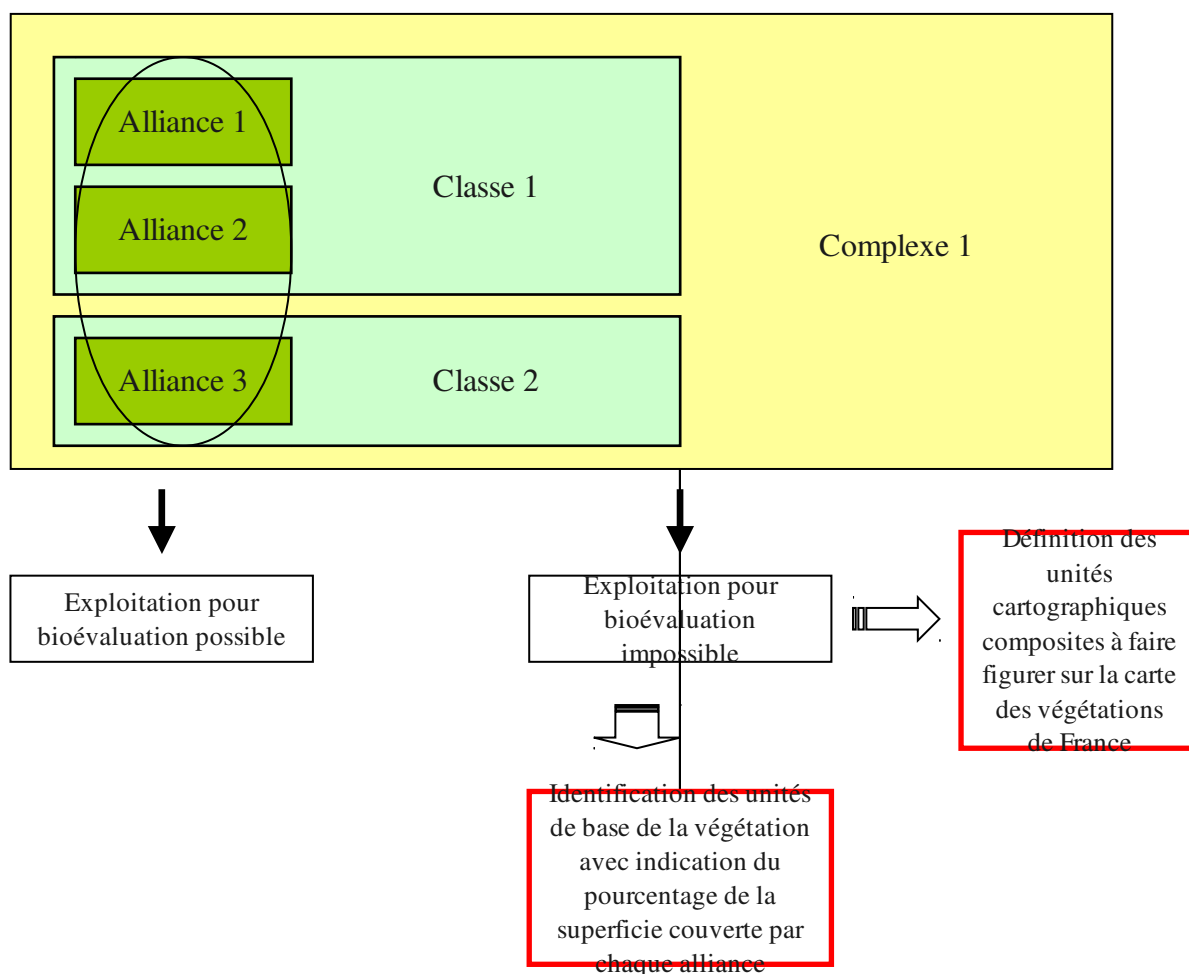 Alliance 1
Classe 1
Alliance 2
Complexe 1
Alliance 3
Classe 2
Exploitation pour
bioévaluation possible
Exploitation pour
bioévaluation
impossible
Définition des
unités
cartographiques
composites à faire
figurer sur la carte
des végétations
de France
Identification des unités
de base de la végétation
avec indication du
pourcentage de la
superficie couverte par
chaque alliance